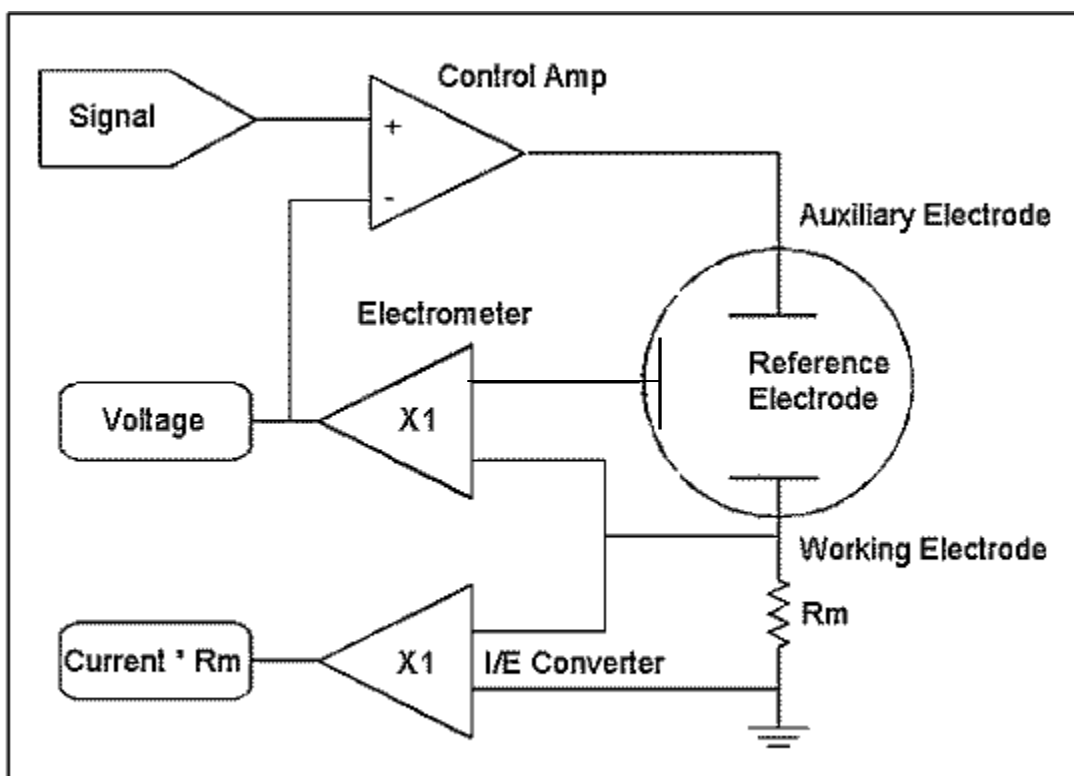 Control Amp
Signal
+
-
Auxiliary Electrode
Electrometer
Reference
Electrode
Voltage
X1
Working Electrode
Rm
Current * Rm
X1
I/E Converter